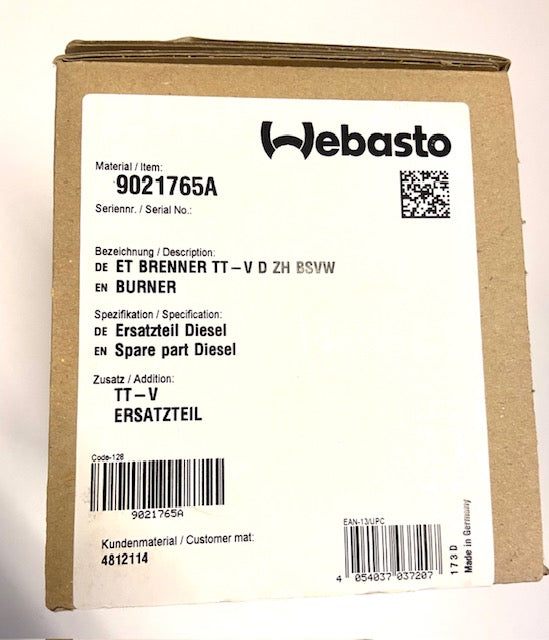 Webasto
Material / Item:
9021765A
Seriennr. / Serial No.:
Bezeichnung / Description:
DE ET BRENNER TT-V D ZH BSVW
EN BURNER
Spezifikation / Specification:
DE Ersatzteil Diesel
EN Spare part Diesel
Zusatz / Addition:
TT-V
ERSATZTEIL
Code-128
9021765A
Kundenmaterial / Customer mat:
4812114
EAN-13/UPC
4 054037 037207
173 D
Made in Germany